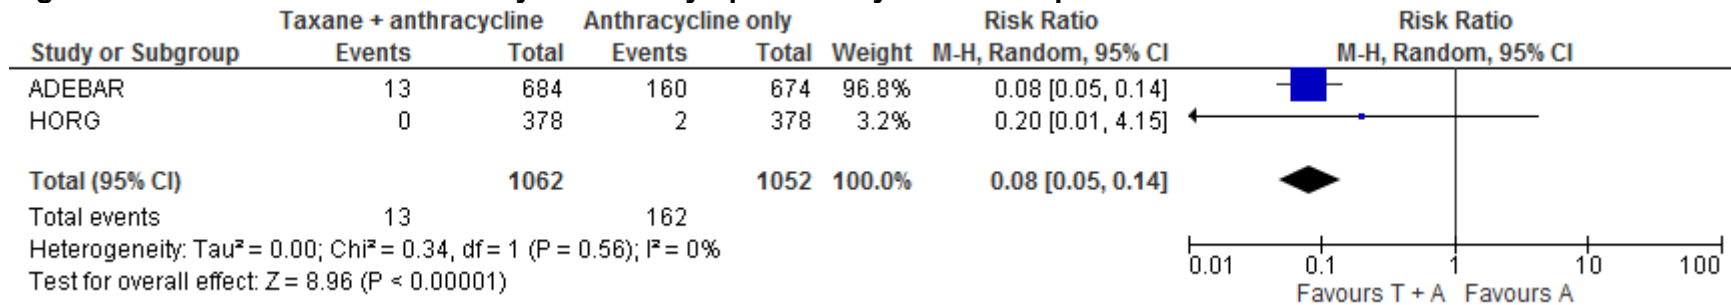 Taxane + anthracycline Anthracycline only Risk Ratio Risk Ratio
Study or Subgroup Events Total Events Total Weight M-H, Random, 95% CI M-H, Random, 95% CI
ADEBAR 13 684 160 674 96.8% 0.08 [0.05, 0.14]
HORG 0 378 2 378 3.2% 0.20 [0.01, 4.15]
Total (95% CI) 1062 1052 100.0% 0.08 [0.05, 0.14]
Total events 13 162
Heterogeneity: Tau² = 0.00; Chi² = 0.34, df = 1 (P = 0.56); I² = 0%
Test for overall effect: Z = 8.96 (P < 0.00001)
0.01 0.1 1 10 100
Favours T + A Favours A